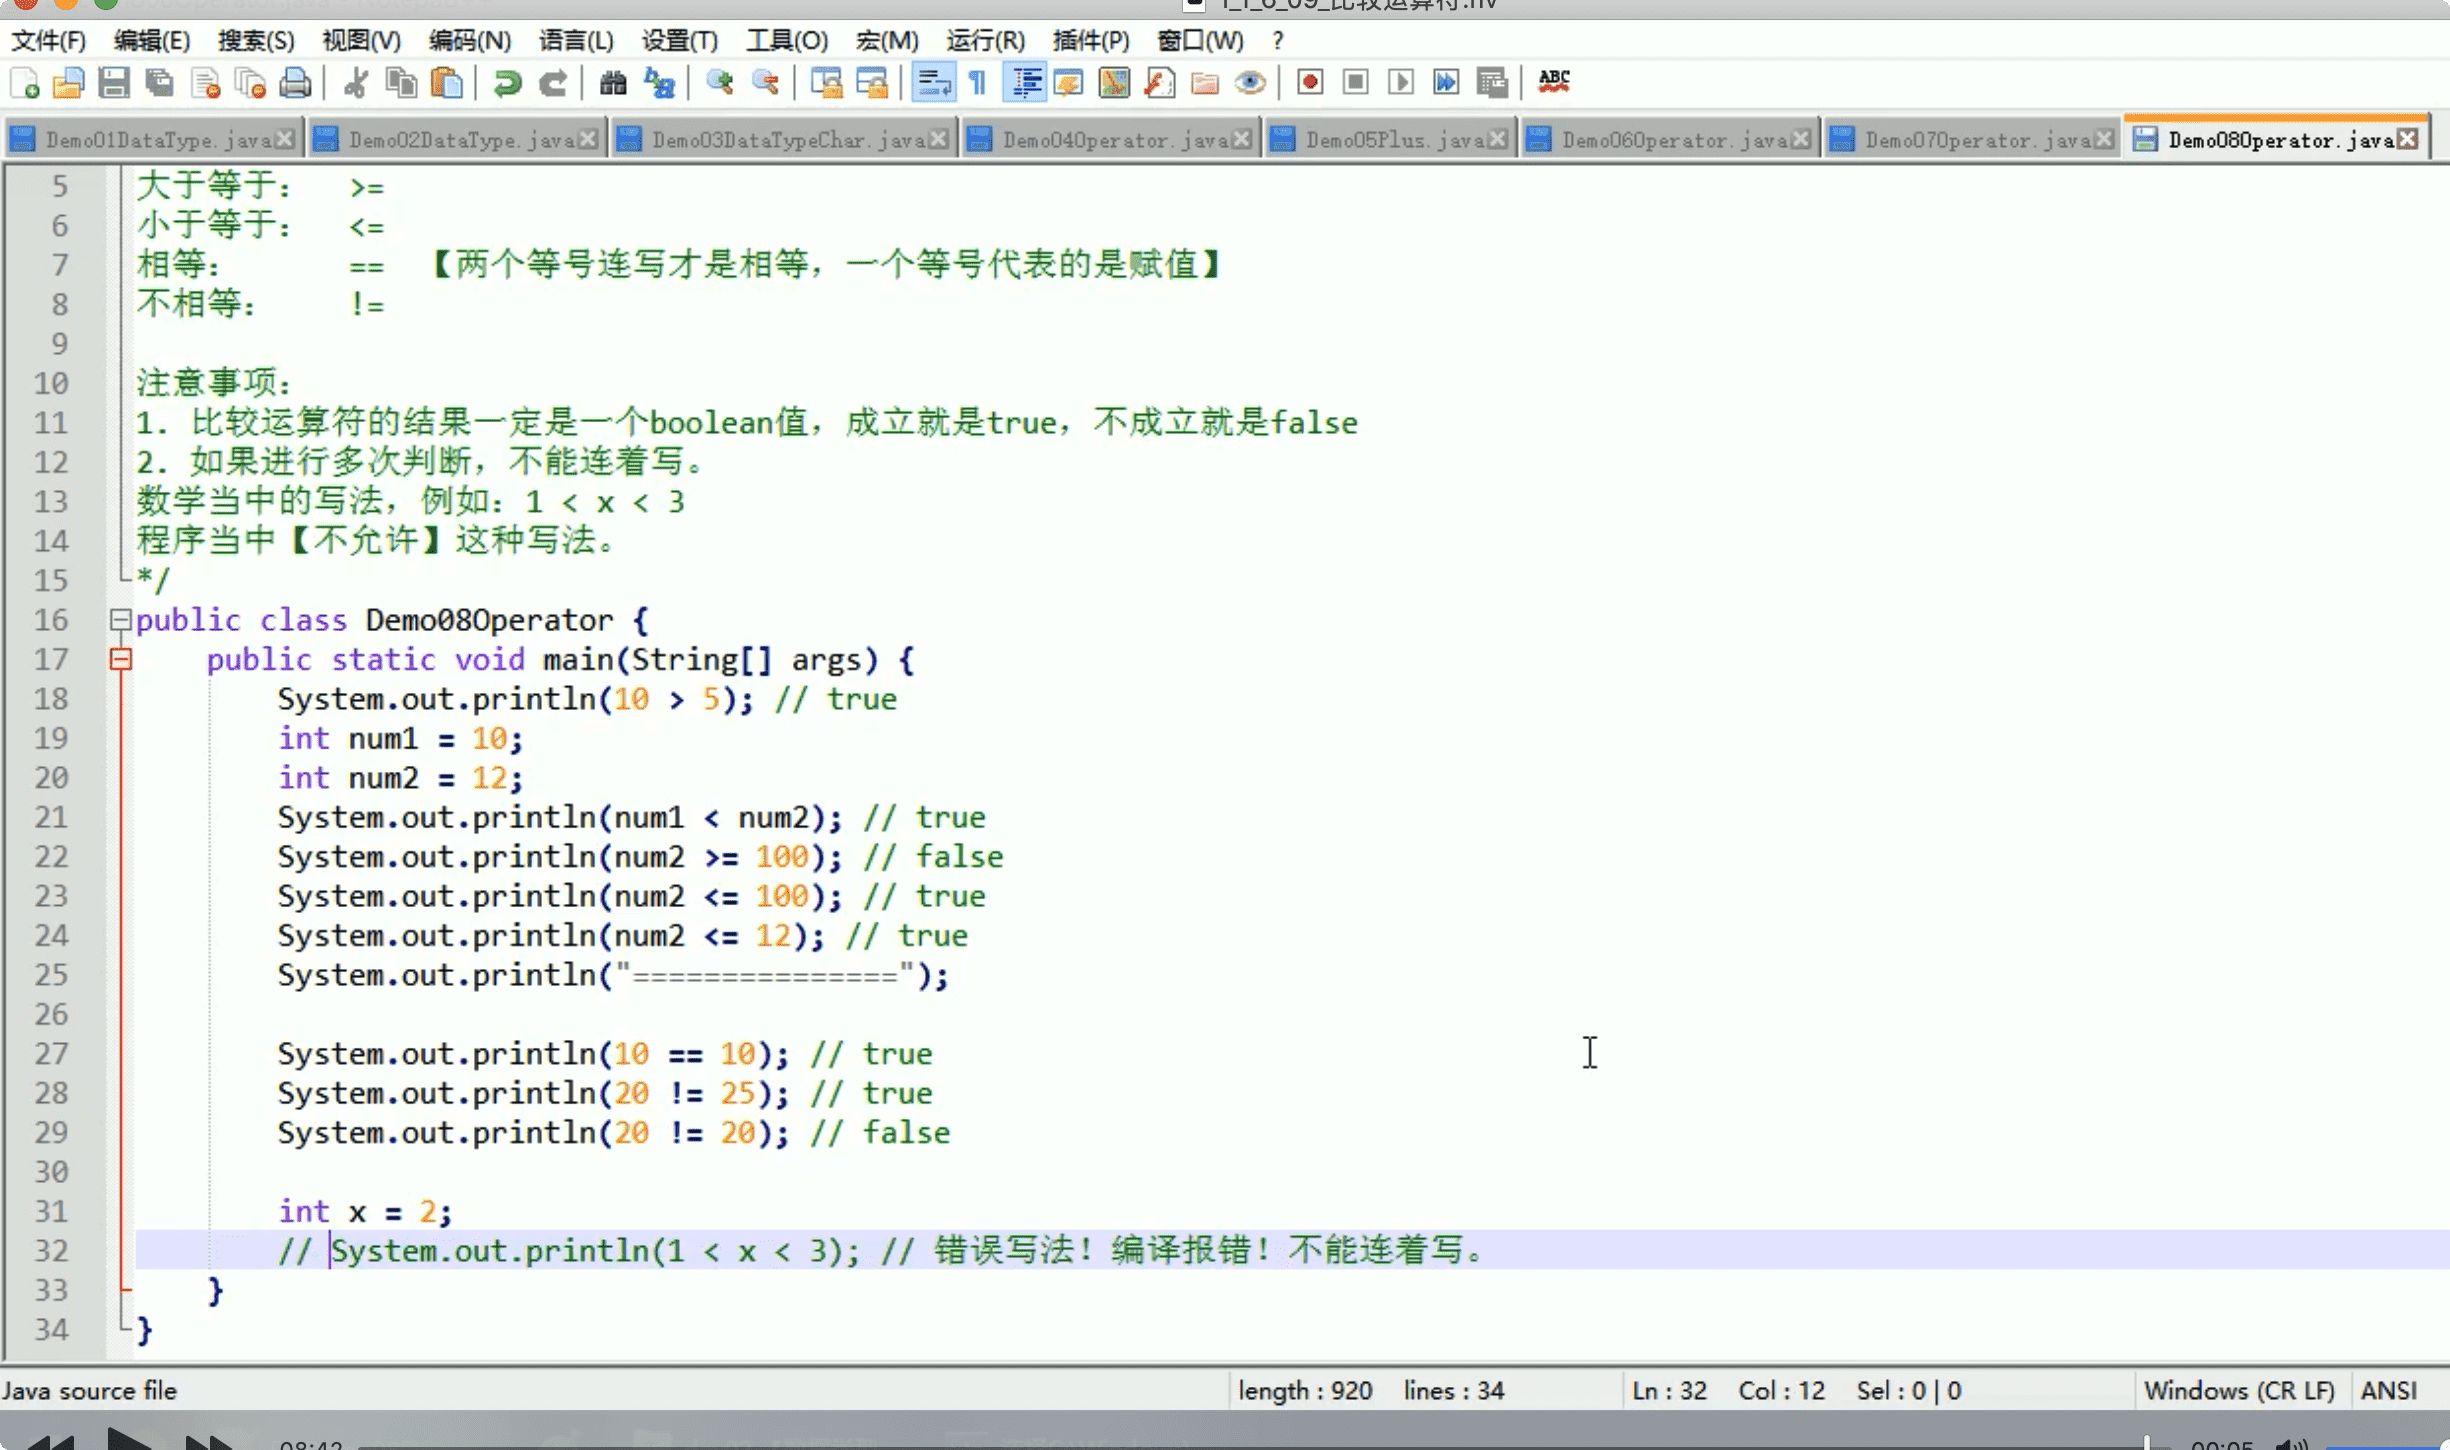 文件(F) 编辑(E) 搜索(S) 视图(V) 编码(N) 语言(L) 设置(T) 工具(O) 宏(M) 运行(R) 插件(P) 窗口(W) ?
ABC
Demo01DataType.java Demo02DataType.java Demo03DataTypeChar.java Demo04Operator.java Demo05Plus.java Demo06Operator.java Demo07Operator.java Demo08Operator.java
5 大于等于： >=
6 小于等于： <=
7 相等： == 【两个等号连写才是相等，一个等号代表的是赋值】
8 不相等： !=
9
10 注意事项：
11 1. 比较运算符的结果一定是一个boolean值，成立就是true，不成立就是false
12 2. 如果进行多次判断，不能连着写。
13 数学当中的写法，例如：1 < x < 3
14 程序当中【不允许】这种写法。
15 */
16 public class Demo08Operator {
17 public static void main(String[] args) {
18 System.out.println(10 > 5); // true
19 int num1 = 10;
20 int num2 = 12;
21 System.out.println(num1 < num2); // true
22 System.out.println(num2 >= 100); // false
23 System.out.println(num2 <= 100); // true
24 System.out.println(num2 <= 12); // true
25 System.out.println("===============");
26
27 System.out.println(10 == 10); // true
28 System.out.println(20 != 25); // true
29 System.out.println(20 != 20); // false
30
31 int x = 2;
32 // System.out.println(1 < x < 3); // 错误写法！编译报错！不能连着写。
33 }
34 }
Java source file length : 920 lines : 34 Ln : 32 Col : 12 Sel : 0 | 0 Windows (CR LF) ANSI
08:42 00:05